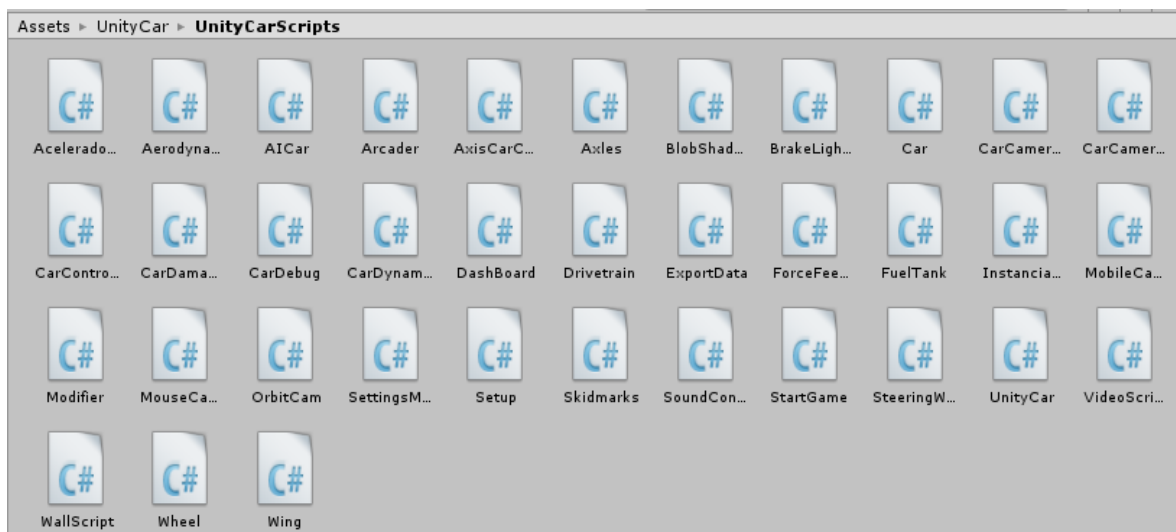 Assets ▸ UnityCar ▸ UnityCarScripts
C# C# C# C# C# C# C# C# C# C# C#
Acelerado... Aerodyna... AICar Arcader AxisCarC... Axles BlobShad... BrakeLigh... Car CarCamer... CarCamer...
C# C# C# C# C# C# C# C# C# C# C#
CarContro... CarDama... CarDebug CarDynam... DashBoard Drivetrain ExportData ForceFee... FuelTank Instancia... MobileCa...
C# C# C# C# C# C# C# C# C# C# C#
Modifier MouseCa... OrbitCam SettingsM... Setup Skidmarks SoundCon... StartGame SteeringW... UnityCar VideoScri...
C# C# C#
WallScript Wheel Wing